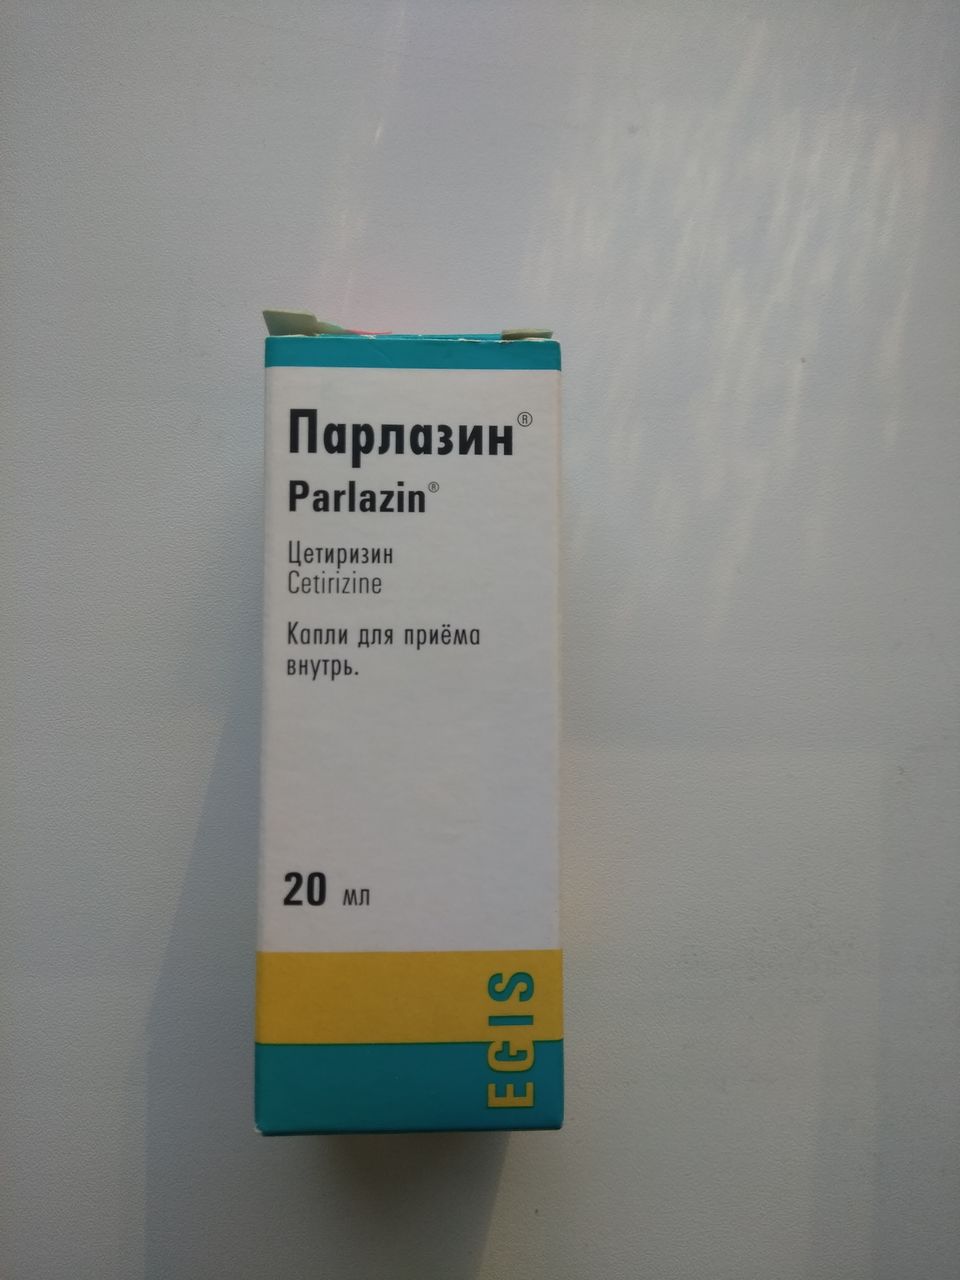 Парлазин®
Parlazin®
Цетиризин
Cetirizine
Капли для приёма
внутрь.
20 мл
EGIS